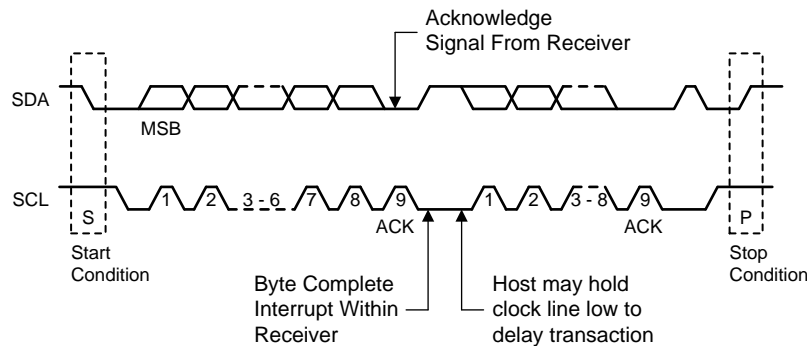 Acknowledge
Signal From Receiver
SDA
MSB
SCL
S
1
2
3 - 6
7
8
9
1
2
3 - 8
9
P
ACK
ACK
Start
Condition
Stop
Condition
Byte Complete
Interrupt Within
Receiver
Host may hold
clock line low to
delay transaction